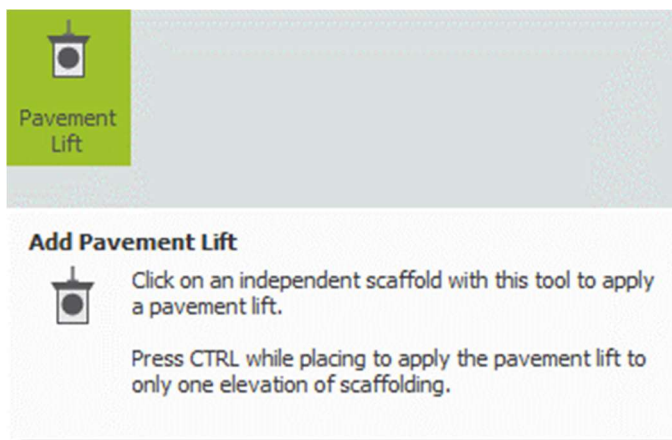 Pavement
Lift
Add Pavement Lift
Click on an independent scaffold with this tool to apply
a pavement lift.
Press CTRL while placing to apply the pavement lift to
only one elevation of scaffolding.